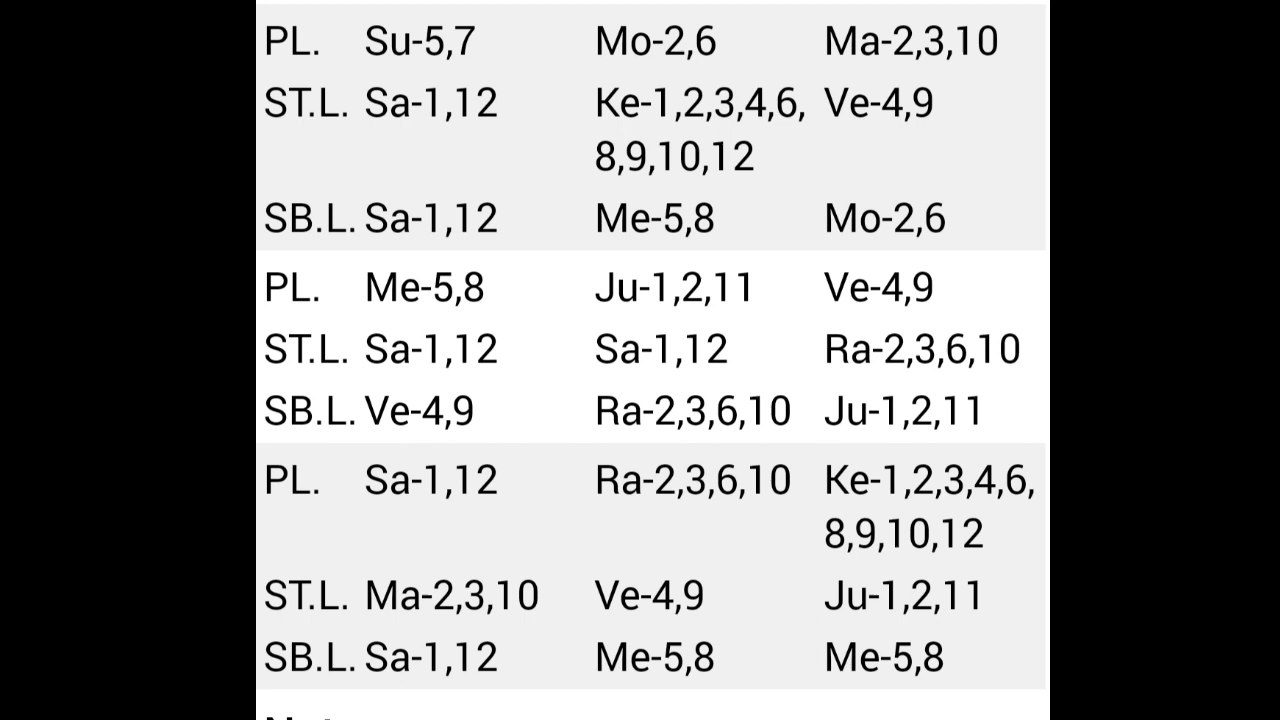 PL. Su-5,7 Mo-2,6 Ma-2,3,10
ST.L. Sa-1,12 Ke-1,2,3,4,6, Ve-4,9
8,9,10,12
SB.L. Sa-1,12 Me-5,8 Mo-2,6
PL. Me-5,8 Ju-1,2,11 Ve-4,9
ST.L. Sa-1,12 Sa-1,12 Ra-2,3,6,10
SB.L. Ve-4,9 Ra-2,3,6,10 Ju-1,2,11
PL. Sa-1,12 Ra-2,3,6,10 Ke-1,2,3,4,6,
8,9,10,12
ST.L. Ma-2,3,10 Ve-4,9 Ju-1,2,11
SB.L. Sa-1,12 Me-5,8 Me-5,8